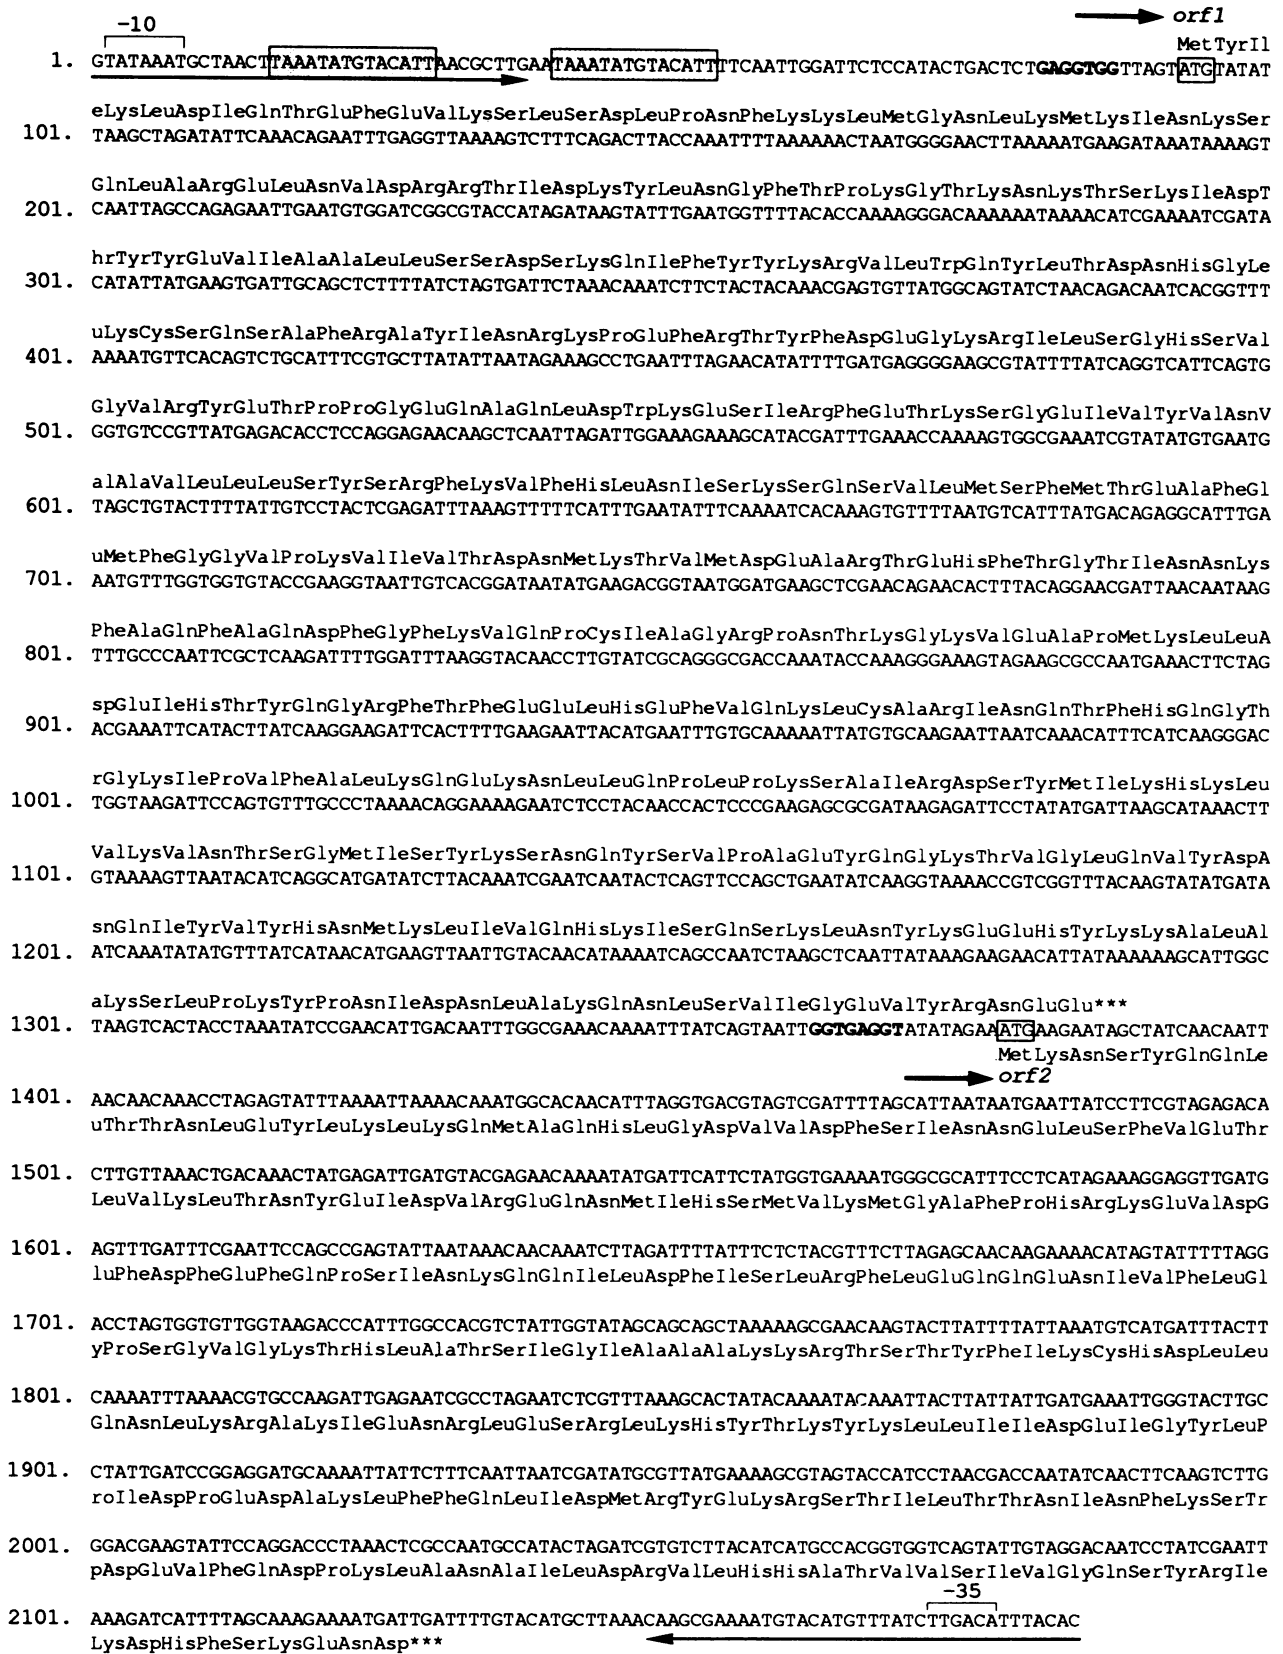 -10
orf1
MetTyrIl
1. GTATAAATGCTAACTTAAATATGTACATTAACGCTTGAATAAATATGTACATTTTCAATTGGATTCTCCATACTGACTCTGAGGTGGTTAGTATGTATAT
eLysLeuAspIleGlnThrGluPheGluValLysSerLeuSerAspLeuProAsnPheLysLysLeuMetGlyAsnLeuLysMetLysIleAsnLysSer
101. TAAGCTAGATATTCAAACAGAATTTGAGGTTAAAAGTCTTTCAGACTTACCAAATTTTAAAAAACTAATGGGGAACTTAAAAATGAAGATAAATAAAAGT
GlnLeuAlaArgGluLeuAsnValAspArgArgThrIleAspLysTyrLeuAsnGlyPheThrProLysGlyThrLysAsnLysThrSerLysIleAspT
201. CAATTAGCCAGAGAATTGAATGTGGATCGGCGTACCATAGATAAGTATTTGAATGGTTTTACACCAAAAGGGACAAAAAATAAAACATCGAAAATCGATA
hrTyrTyrGluValIleAlaAlaLeuLeuSerSerAspSerLysGlnIlePheTyrTyrLysArgValLeuTrpGlnTyrLeuThrAspAsnHisGlyLe
301. CATATTATGAAGTGATTGCAGCTCTTTTATCTAGTGATTCTAAACAAATCTTCTACTACAAACGAGTGTTATGGCAGTATCTAACAGACAATCACGGTTT
uLysCysSerGlnSerAlaPheArgAlaTyrIleAsnArgLysProGluPheArgThrTyrPheAspGluGlyLysArgIleLeuSerGlyHisSerVal
401. AAAATGTTCACAGTCTGCATTTCGTGCTTATATTAATAGAAAGCCTGAATTTAGAACATATTTTGATGAGGGGAAGCGTATTTTATCAGGTCATTCAGTG
GlyValArgTyrGluThrProProGlyGluGlnAlaGlnLeuAspTrpLysGluSerIleArgPheGluThrLysSerGlyGluIleValTyrValAsnV
501. GGTGTCCGTTATGAGACACCTCCAGGAGAACAAGCTCAATTAGATTGGAAAGAAAGCATACGATTTGAAACCAAAAGTGGCGAAATCGTATATGTGAATG
alAlaValLeuLeuLeuSerTyrSerArgPheLysValPheHisLeuAsnIleSerLysSerGlnSerValLeuMetSerPheMetThrGluAlaPheGl
601. TAGCTGTACTTTTATTGTCCTACTCGAGATTTAAAGTTTTTCATTTGAATATTTCAAAATCACAAAGTGTTTTAATGTCATTTATGACAGAGGCATTTGA
uMetPheGlyGlyValProLysValIleValThrAspAsnMetLysThrValMetAspGluAlaArgThrGluHisPheThrGlyThrIleAsnAsnLys
701. AATGTTTGGTGGTGTACCGAAGGTAATTGTCACGGATAATATGAAGACGGTAATGGATGAAGCTCGAACAGAACACTTTACAGGAACGATTAACAATAAG
PheAlaGlnPheAlaGlnAspPheGlyPheLysValGlnProCysIleAlaGlyArgProAsnThrLysGlyLysValGluAlaProMetLysLeuLeuA
801. TTTGCCCAATTCGCTCAAGATTTTGGATTTAAGGTACAACCTTGTATCGCAGGGCGACCAAATACCAAAGGGAAAGTAGAAGCGCCAATGAAACTTCTAG
spGluIleHisThrTyrGlnGlyArgPheThrPheGluGluLeuHisGluPheValGlnLysLeuCysAlaArgIleAsnGlnThrPheHisGlnGlyTh
901. ACGAAATTCATACTTATCAAGGAAGATTCACTTTTGAAGAATTACATGAATTTGTGCAAAAATTATGTGCAAGAATTAATCAAACATTTCATCAAGGGAC
rGlyLysIleProValPheAlaLeuLysGlnGluLysAsnLeuLeuGlnProLeuProLysSerAlaIleArgAspSerTyrMetIleLysHisLysLeu
1001. TGGTAAGATTCCAGTGTTTGCCCTAAAACAGGAAAAGAATCTCCTACAACCACTCCCGAAGAGCGCGATAAGAGATTCCTATATGATTAAGCATAAACTT
ValLysValAsnThrSerGlyMetIleSerTyrLysSerAsnGlnTyrSerValProAlaGluTyrGlnGlyLysThrValGlyLeuGlnValTyrAspA
1101. GTAAAAGTTAATACATCAGGCATGATATCTTACAAATCGAATCAATACTCAGTTCCAGCTGAATATCAAGGTAAAACCGTCGGTTTACAAGTATATGATA
snGlnIleTyrValTyrHisAsnMetLysLeuIleValGlnHisLysIleSerGlnSerLysLeuAsnTyrLysGluGluHisTyrLysLysAlaLeuAl
1201. ATCAAATATATGTTTATCATAACATGAAGTTAATTGTACAACATAAAATCAGCCAATCTAAGCTCAATTATAAAGAAGAACATTATAAAAAAGCATTGGC
aLysSerLeuProLysTyrProAsnIleAspAsnLeuAlaLysGlnAsnLeuSerValIleGlyGluValTyrArgAsnGluGlu***
1301. TAAGTCACTACCTAAATATCCGAACATTGACAATTTGGCGAAACAAAATTTATCAGTAATTGGTGAGGTATATAGAAATGAAGAATAGCTATCAACAATT
MetLysAsnSerTyrGlnGlnLe
orf2
1401. AACAACAAACCTAGAGTATTTAAAATTAAAACAAATGGCACAACATTTAGGTGACGTAGTCGATTTTAGCATTAATAATGAATTATCCTTCGTAGAGACA
uThrThrAsnLeuGluTyrLeuLysLeuLysGlnMetAlaGlnHisLeuGlyAspValValAspPheSerIleAsnAsnGluLeuSerPheValGluThr
1501. CTTGTTAAACTGACAAACTATGAGATTGATGTACGAGAACAAAATATGATTCATTCTATGGTGAAAATGGGCGCATTTCCTCATAGAAAGGAGGTTGATG
LeuValLysLeuThrAsnTyrGluIleAspValArgGluGlnAsnMetIleHisSerMetValLysMetGlyAlaPheProHisArgLysGluValAspG
1601. AGTTTGATTTCGAATTCCAGCCGAGTATTAATAAACAACAAATCTTAGATTTTATTTCTCTACGTTTCTTAGAGCAACAAGAAAACATAGTATTTTTAGG
luPheAspPheGluPheGlnProSerIleAsnLysGlnGlnIleLeuAspPheIleSerLeuArgPheLeuGluGlnGlnGluAsnIleValPheLeuGl
1701. ACCTAGTGGTGTTGGTAAGACCCATTTGGCCACGTCTATTGGTATAGCAGCAGCTAAAAAGCGAACAAGTACTTATTTTATTAAATGTCATGATTTACTT
yProSerGlyValGlyLysThrHisLeuAlaThrSerIleGlyIleAlaAlaAlaLysLysArgThrSerThrTyrPheIleLysCysHisAspLeuLeu
1801. CAAAATTTAAAACGTGCCAAGATTGAGAATCGCCTAGAATCTCGTTTAAAGCACTATACAAAATACAAATTACTTATTATTGATGAAATTGGGTACTTGC
GlnAsnLeuLysArgAlaLysIleGluAsnArgLeuGluSerArgLeuLysHisTyrThrLysTyrLysLeuLeuIleIleAspGluIleGlyTyrLeuP
1901. CTATTGATCCGGAGGATGCAAAATTATTCTTTCAATTAATCGATATGCGTTATGAAAAGCGTAGTACCATCCTAACGACCAATATCAACTTCAAGTCTTG
roIleAspProGluAspAlaLysLeuPhePheGlnLeuIleAspMetArgTyrGluLysArgSerThrIleLeuThrThrAsnIleAsnPheLysSerTr
2001. GGACGAAGTATTCCAGGACCCTAAACTCGCCAATGCCATACTAGATCGTGTCTTACATCATGCCACGGTGGTCAGTATTGTAGGACAATCCTATCGAATT
pAspGluValPheGlnAspProLysLeuAlaAsnAlaIleLeuAspArgValLeuHisHisAlaThrValValSerIleValGlyGlnSerTyrArgIle
-35
2101. AAAGATCATTTTAGCAAAGAAAATGATTGATTTTGTACATGCTTAAACAAGCGAAAATGTACATGTTTATCTTGACATTTACAC
LysAspHisPheSerLysGluAsnAsp***